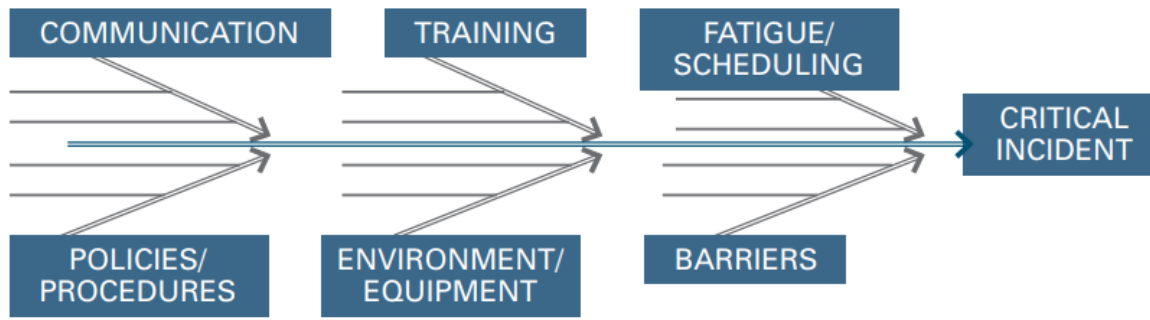 COMMUNICATION
TRAINING
FATIGUE/
SCHEDULING
CRITICAL
INCIDENT
POLICIES/
PROCEDURES
ENVIRONMENT/
EQUIPMENT
BARRIERS